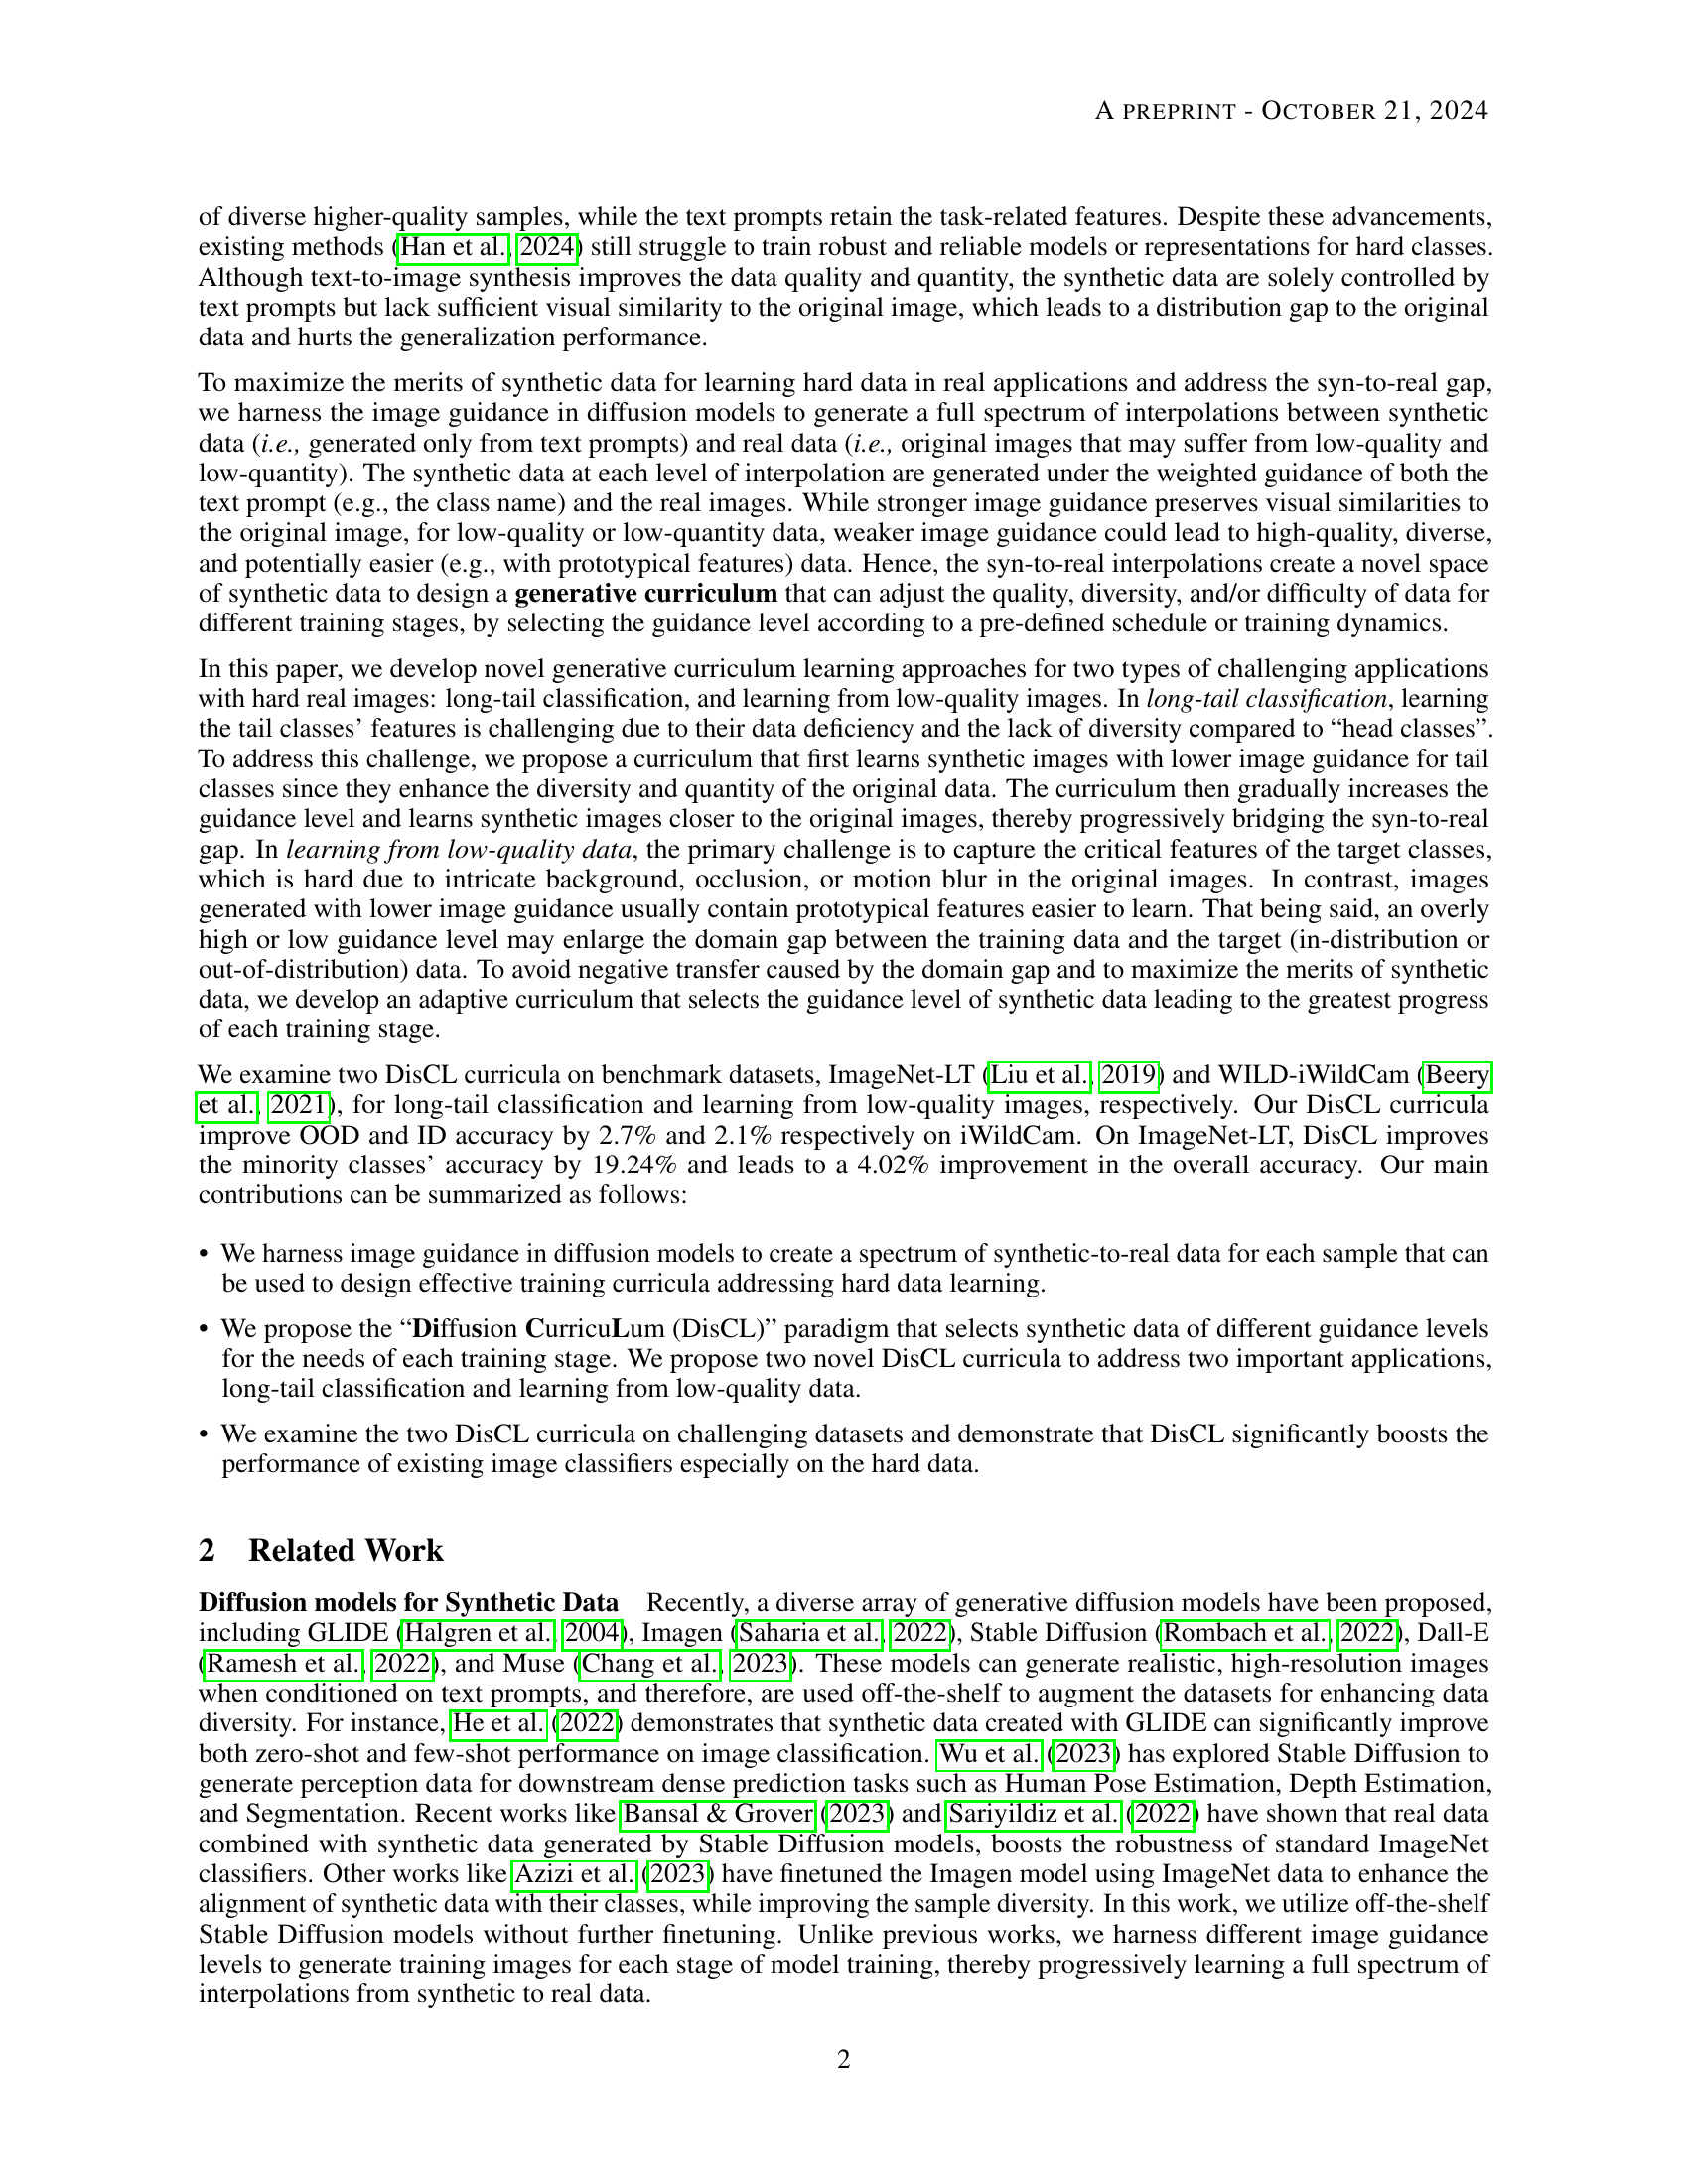 A PREPRINT - OCTOBER 21, 2024
of diverse higher-quality samples, while the text prompts retain the task-related features. Despite these advancements,
existing methods (Han et al., 2024) still struggle to train robust and reliable models or representations for hard classes.
Although text-to-image synthesis improves the data quality and quantity, the synthetic data are solely controlled by
text prompts but lack sufficient visual similarity to the original image, which leads to a distribution gap to the original
data and hurts the generalization performance.
To maximize the merits of synthetic data for learning hard data in real applications and address the syn-to-real gap,
we harness the image guidance in diffusion models to generate a full spectrum of interpolations between synthetic
data (i.e., generated only from text prompts) and real data (i.e., original images that may suffer from low-quality and
low-quantity). The synthetic data at each level of interpolation are generated under the weighted guidance of both the
text prompt (e.g., the class name) and the real images. While stronger image guidance preserves visual similarities to
the original image, for low-quality or low-quantity data, weaker image guidance could lead to high-quality, diverse,
and potentially easier (e.g., with prototypical features) data. Hence, the syn-to-real interpolations create a novel space
of synthetic data to design a generative curriculum that can adjust the quality, diversity, and/or difficulty of data for
different training stages, by selecting the guidance level according to a pre-defined schedule or training dynamics.
In this paper, we develop novel generative curriculum learning approaches for two types of challenging applications
with hard real images: long-tail classification, and learning from low-quality images. In long-tail classification, learning
the tail classes' features is challenging due to their data deficiency and the lack of diversity compared to “head classes”.
To address this challenge, we propose a curriculum that first learns synthetic images with lower image guidance for tail
classes since they enhance the diversity and quantity of the original data. The curriculum then gradually increases the
guidance level and learns synthetic images closer to the original images, thereby progressively bridging the syn-to-real
gap. In learning from low-quality data, the primary challenge is to capture the critical features of the target classes,
which is hard due to intricate background, occlusion, or motion blur in the original images. In contrast, images
generated with lower image guidance usually contain prototypical features easier to learn. That being said, an overly
high or low guidance level may enlarge the domain gap between the training data and the target (in-distribution or
out-of-distribution) data. To avoid negative transfer caused by the domain gap and to maximize the merits of synthetic
data, we develop an adaptive curriculum that selects the guidance level of synthetic data leading to the greatest progress
of each training stage.
We examine two DisCL curricula on benchmark datasets, ImageNet-LT (Liu et al., 2019) and WILD-iWildCam (Beery
et al., 2021), for long-tail classification and learning from low-quality images, respectively. Our DisCL curricula
improve OOD and ID accuracy by 2.7% and 2.1% respectively on iWildCam. On ImageNet-LT, DisCL improves
the minority classes' accuracy by 19.24% and leads to a 4.02% improvement in the overall accuracy. Our main
contributions can be summarized as follows:
• We harness image guidance in diffusion models to create a spectrum of synthetic-to-real data for each sample that can
be used to design effective training curricula addressing hard data learning.
• We propose the “Diffusion CurricuLum (DisCL)” paradigm that selects synthetic data of different guidance levels
for the needs of each training stage. We propose two novel DisCL curricula to address two important applications,
long-tail classification and learning from low-quality data.
• We examine the two DisCL curricula on challenging datasets and demonstrate that DisCL significantly boosts the
performance of existing image classifiers especially on the hard data.
2 Related Work
Diffusion models for Synthetic Data Recently, a diverse array of generative diffusion models have been proposed,
including GLIDE (Halgren et al., 2004), Imagen (Saharia et al., 2022), Stable Diffusion (Rombach et al., 2022), Dall-E
(Ramesh et al., 2022), and Muse (Chang et al., 2023). These models can generate realistic, high-resolution images
when conditioned on text prompts, and therefore, are used off-the-shelf to augment the datasets for enhancing data
diversity. For instance, He et al. (2022) demonstrates that synthetic data created with GLIDE can significantly improve
both zero-shot and few-shot performance on image classification. Wu et al. (2023) has explored Stable Diffusion to
generate perception data for downstream dense prediction tasks such as Human Pose Estimation, Depth Estimation,
and Segmentation. Recent works like Bansal & Grover (2023) and Sariyildiz et al. (2022) have shown that real data
combined with synthetic data generated by Stable Diffusion models, boosts the robustness of standard ImageNet
classifiers. Other works like Azizi et al. (2023) have finetuned the Imagen model using ImageNet data to enhance the
alignment of synthetic data with their classes, while improving the sample diversity. In this work, we utilize off-the-shelf
Stable Diffusion models without further finetuning. Unlike previous works, we harness different image guidance
levels to generate training images for each stage of model training, thereby progressively learning a full spectrum of
interpolations from synthetic to real data.
2